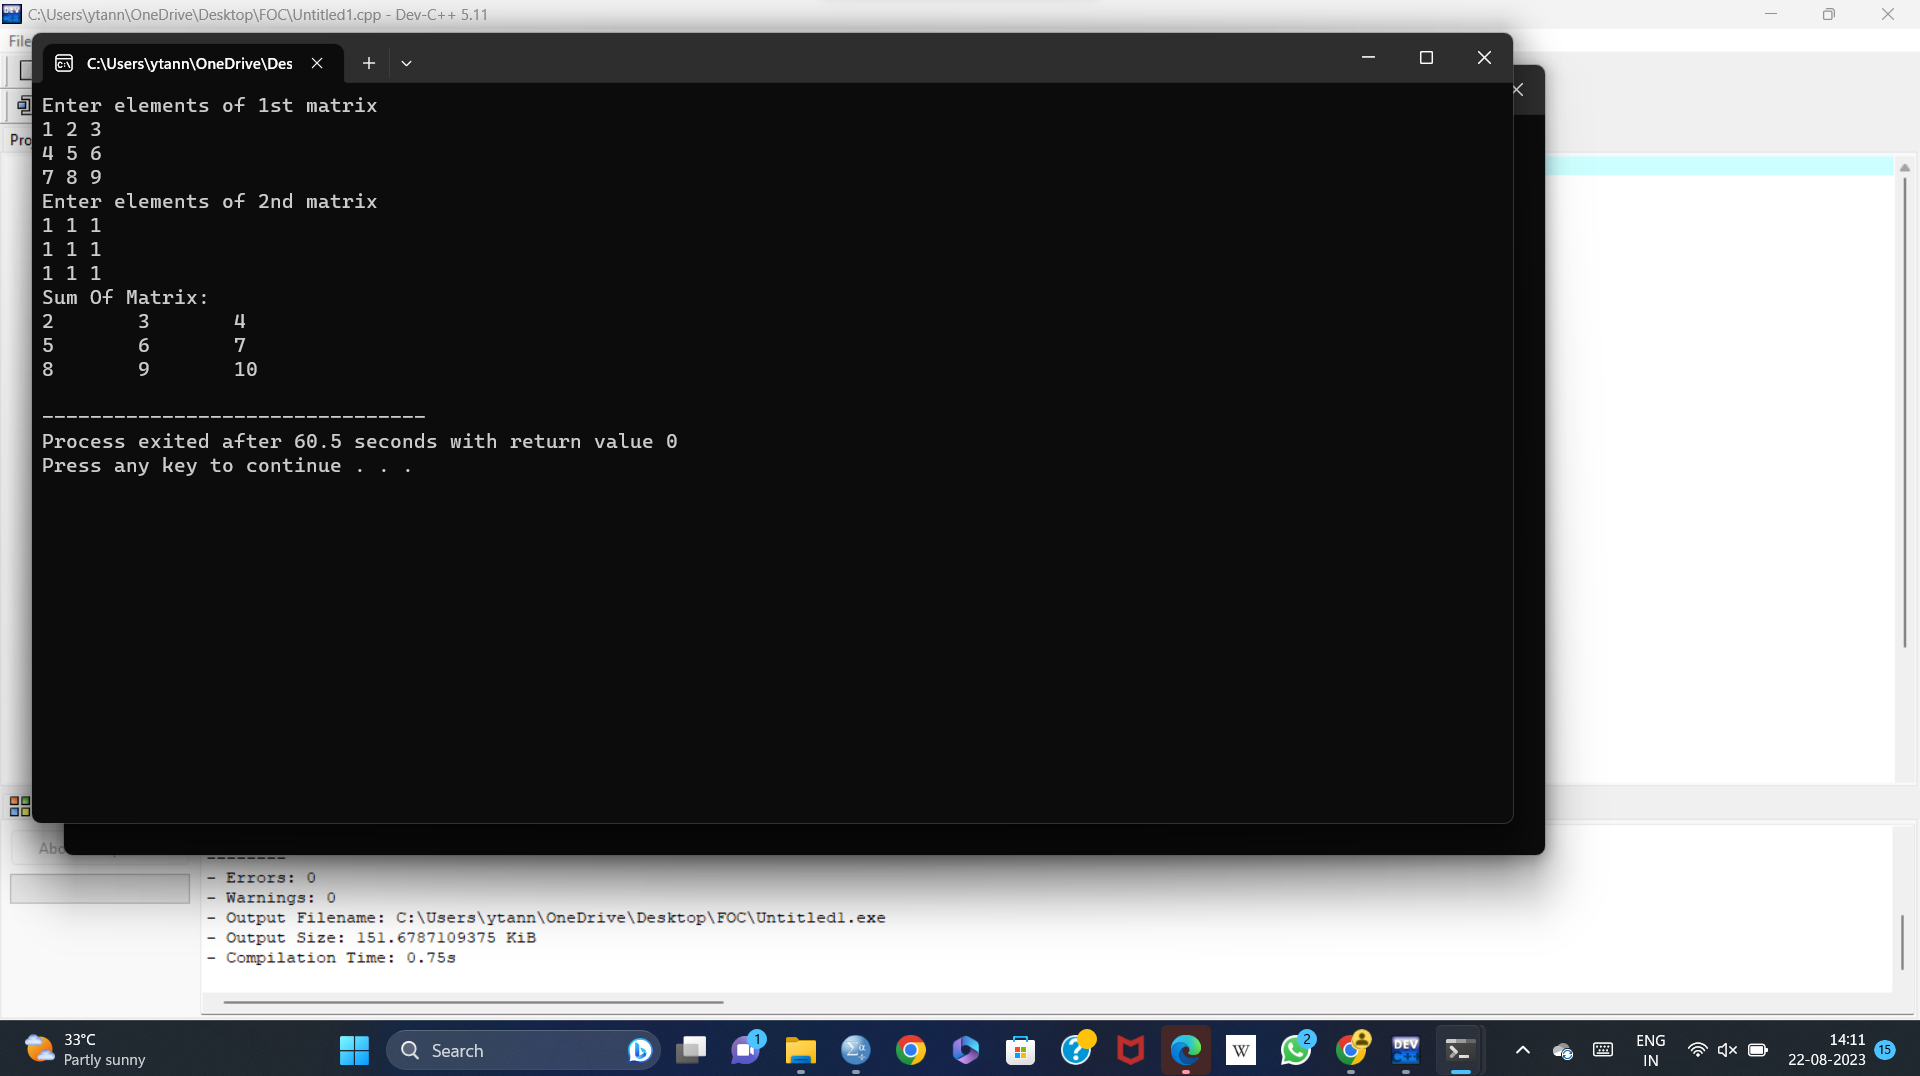 C:\Users\ytann\OneDrive\Desktop\FOC\Untitled1.cpp - Dev-C++ 5.11
File
C:\Users\ytann\OneDrive\Des
Enter elements of 1st matrix
1 2 3
4 5 6
7 8 9
Enter elements of 2nd matrix
1 1 1
1 1 1
1 1 1
Sum Of Matrix:
2 3 4
5 6 7
8 9 10
--------------------------------
Process exited after 60.5 seconds with return value 0
Press any key to continue . . .
--------
- Errors: 0
- Warnings: 0
- Output Filename: C:\Users\ytann\OneDrive\Desktop\FOC\Untitled1.exe
- Output Size: 151.6787109375 KiB
- Compilation Time: 0.75s
33°C
Partly sunny
Search
1
W
2
DEV
ENG
IN
14:11
22-08-2023
15